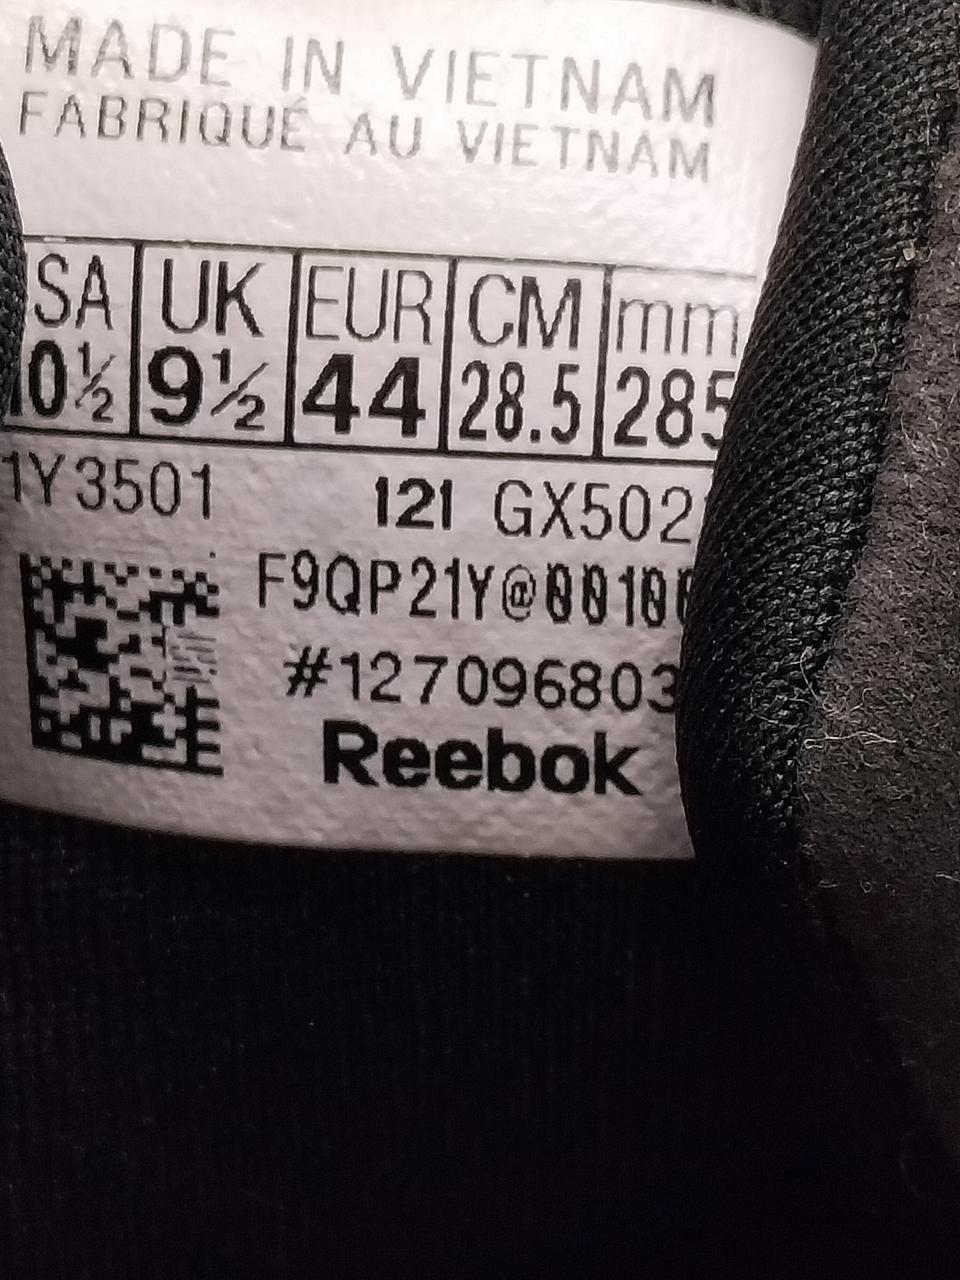 MADE IN VIETNAM
FABRIQUÉ AU VIETNAM
SA UK EUR CM mm
0½ 9½ 44 28.5 285
1Y3501 121 GX502
F9QP21Y@0010
#127096803
Reebok